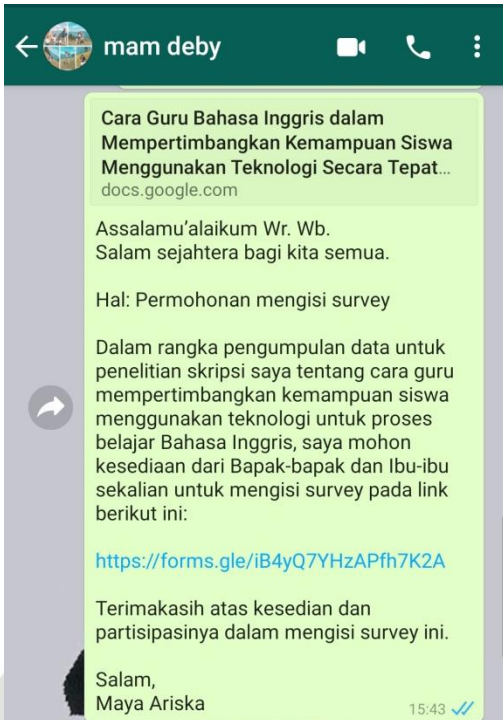 mam deby
Cara Guru Bahasa Inggris dalam
Mempertimbangkan Kemampuan Siswa
Menggunakan Teknologi Secara Tepat...
docs.google.com
Assalamu’alaikum Wr. Wb.
Salam sejahtera bagi kita semua.
Hal: Permohonan mengisi survey
Dalam rangka pengumpulan data untuk
penelitian skripsi saya tentang cara guru
mempertimbangkan kemampuan siswa
menggunakan teknologi untuk proses
belajar Bahasa Inggris, saya mohon
kesediaan dari Bapak-bapak dan Ibu-ibu
sekalian untuk mengisi survey pada link
berikut ini:
https://forms.gle/iB4yQ7YHzAPfh7K2A
Terimakasih atas kesedian dan
partisipasinya dalam mengisi survey ini.
Salam,
Maya Ariska
15:43